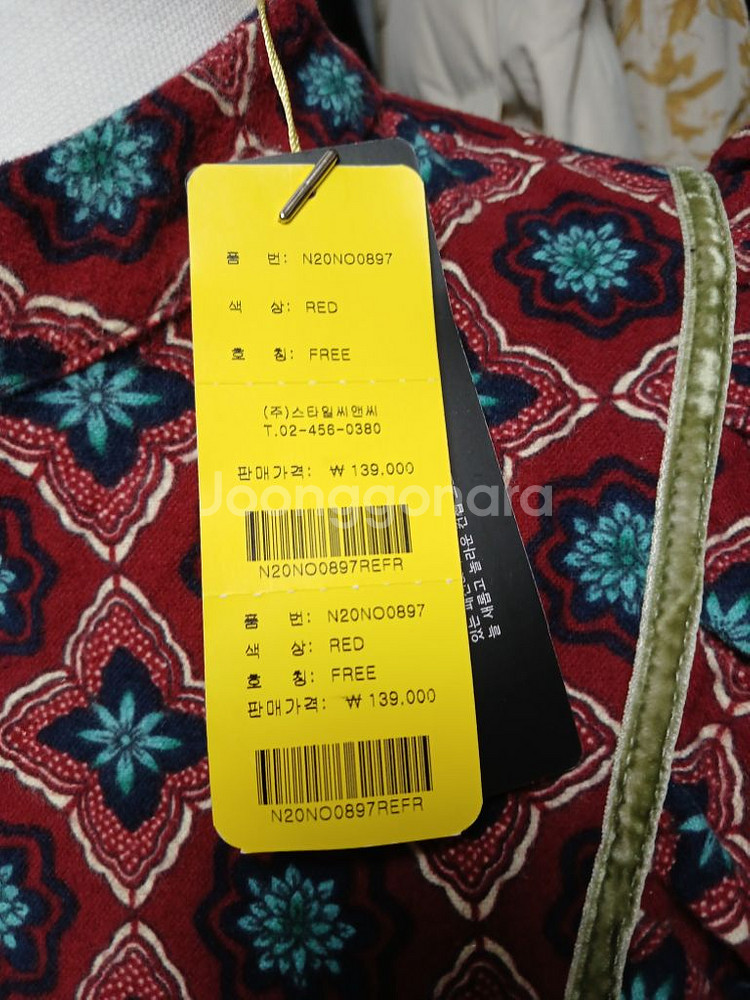 품 번: N20NO0897
색 상: RED
호 칭: FREE
(주)스타일씨앤씨
T.02-456-0380
판매가격: ₩ 139.000
Joonggonara
N20NO0897REFR
품 번: N20NO0897
색 상: RED
호 칭: FREE
판매가격: ₩ 139.000
N20NO0897REFR